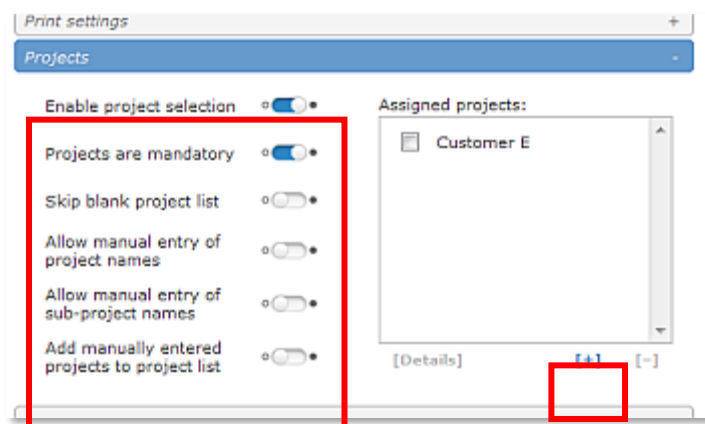 Print settings +
Projects -
Enable project selection
Assigned projects:
Customer E
Projects are mandatory
Skip blank project list
Allow manual entry of
project names
Allow manual entry of
sub-project names
Add manually entered
projects to project list
[Details] [+] [-]